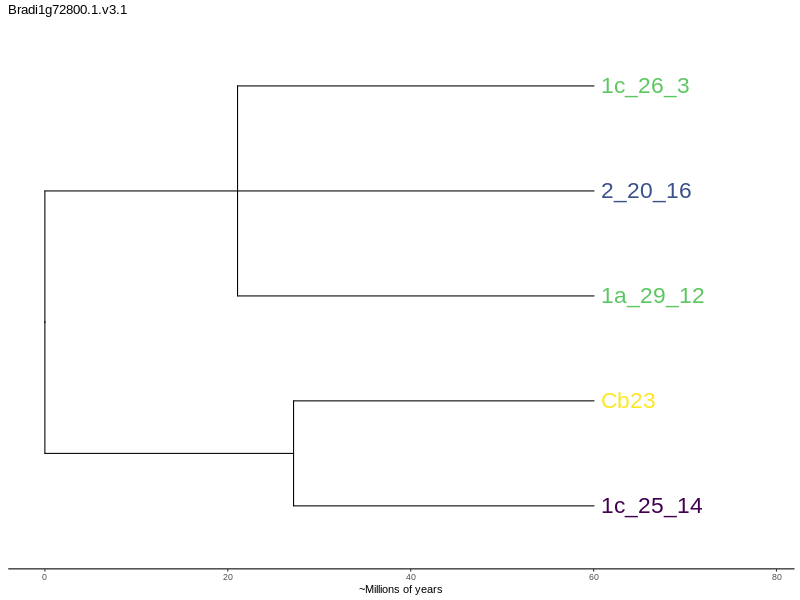 Bradi1g72800.1.v3.1
1c_26_3
2_20_16
1a_29_12
Cb23
1c_25_14
0 20 40 60 80
~Millions of years